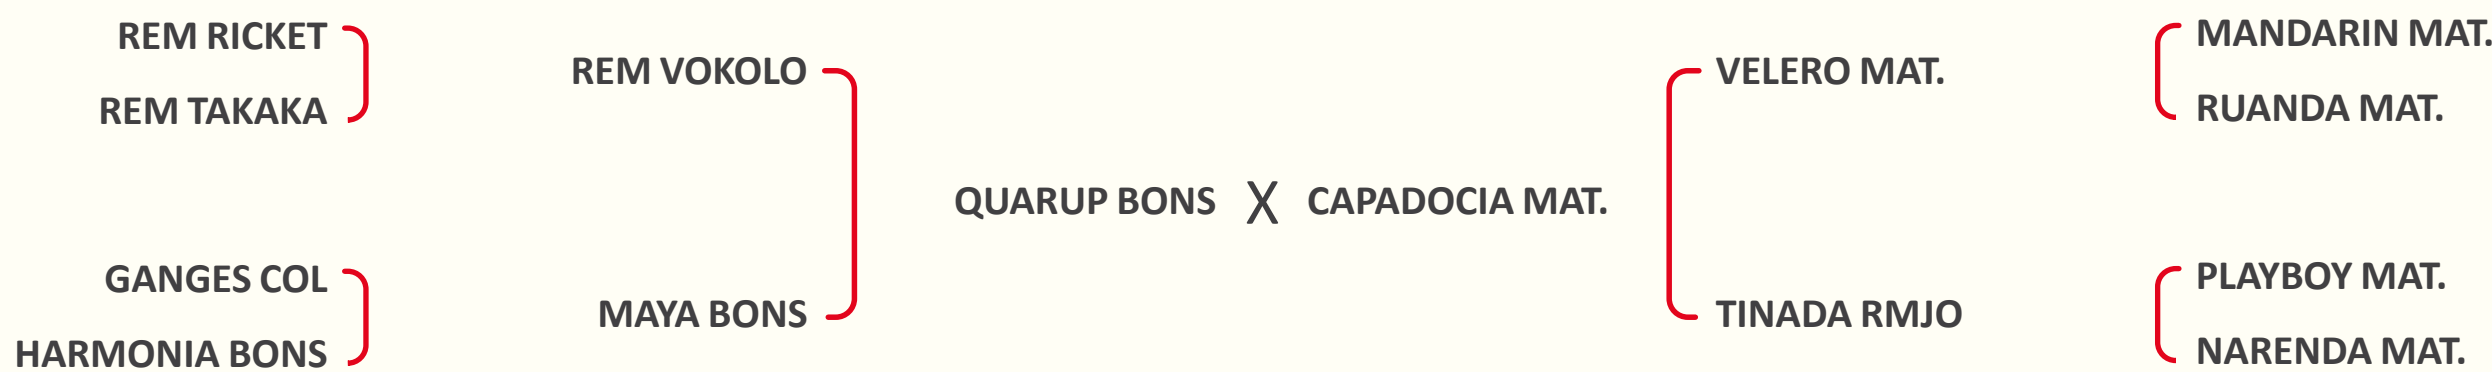 REM RICKET
REM TAKAKA
GANGES COL
HARMONIA BONS
REM VOKOLO
MAYA BONS
QUARUP BONS X CAPADOCIA MAT.
VELERO MAT.
TINADA RMJO
MANDARIN MAT.
RUANDA MAT.
PLAYBOY MAT.
NARENDA MAT.